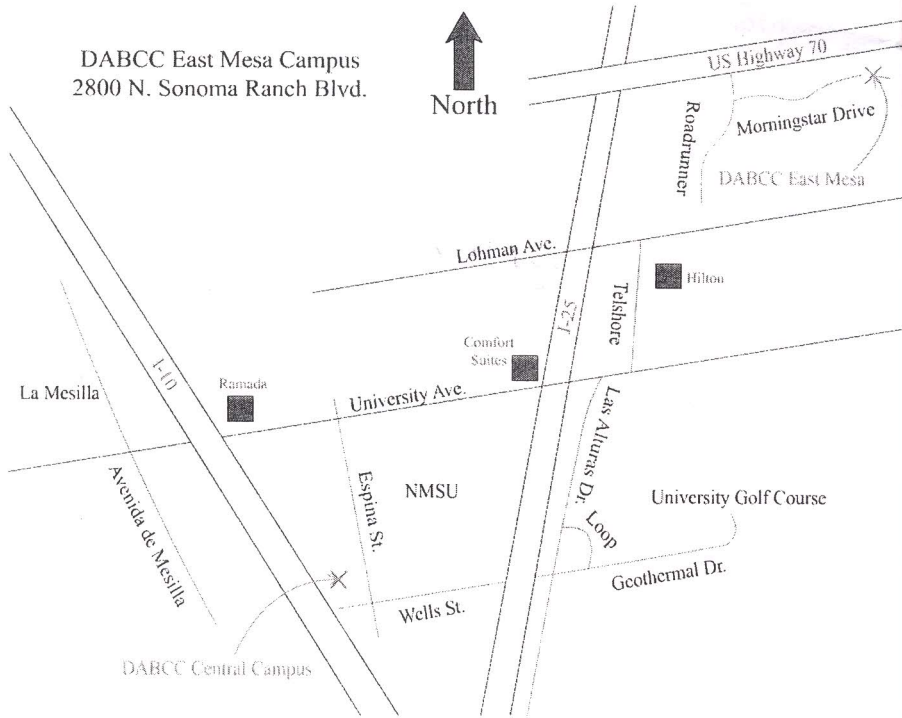 DABCC East Mesa Campus
2800 N. Sonoma Ranch Blvd.
North
US Highway 70
Roadrunner
Morningstar Drive
DABCC East Mesa
Lohman Ave.
Hilton
Telshore
I-25
Comfort
Suites
I-10
Ramada
La Mesilla
University Ave.
Las Alturas Dr.
Avenida de Mesilla
Espina St.
NMSU
University Golf Course
Loop
Geothermal Dr.
Wells St.
DABCC Central Campus